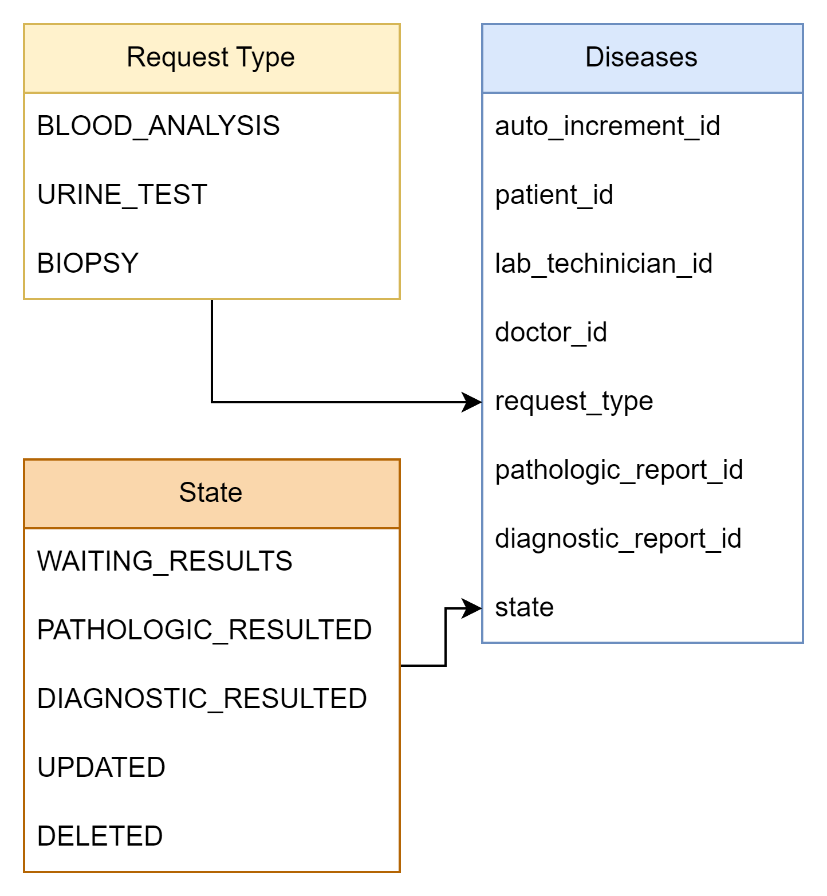 Request Type
BLOOD_ANALYSIS
URINE_TEST
BIOPSY
Diseases
auto_increment_id
patient_id
lab_techinician_id
doctor_id
request_type
pathologic_report_id
diagnostic_report_id
state
State
WAITING_RESULTS
PATHOLOGIC_RESULTED
DIAGNOSTIC_RESULTED
UPDATED
DELETED